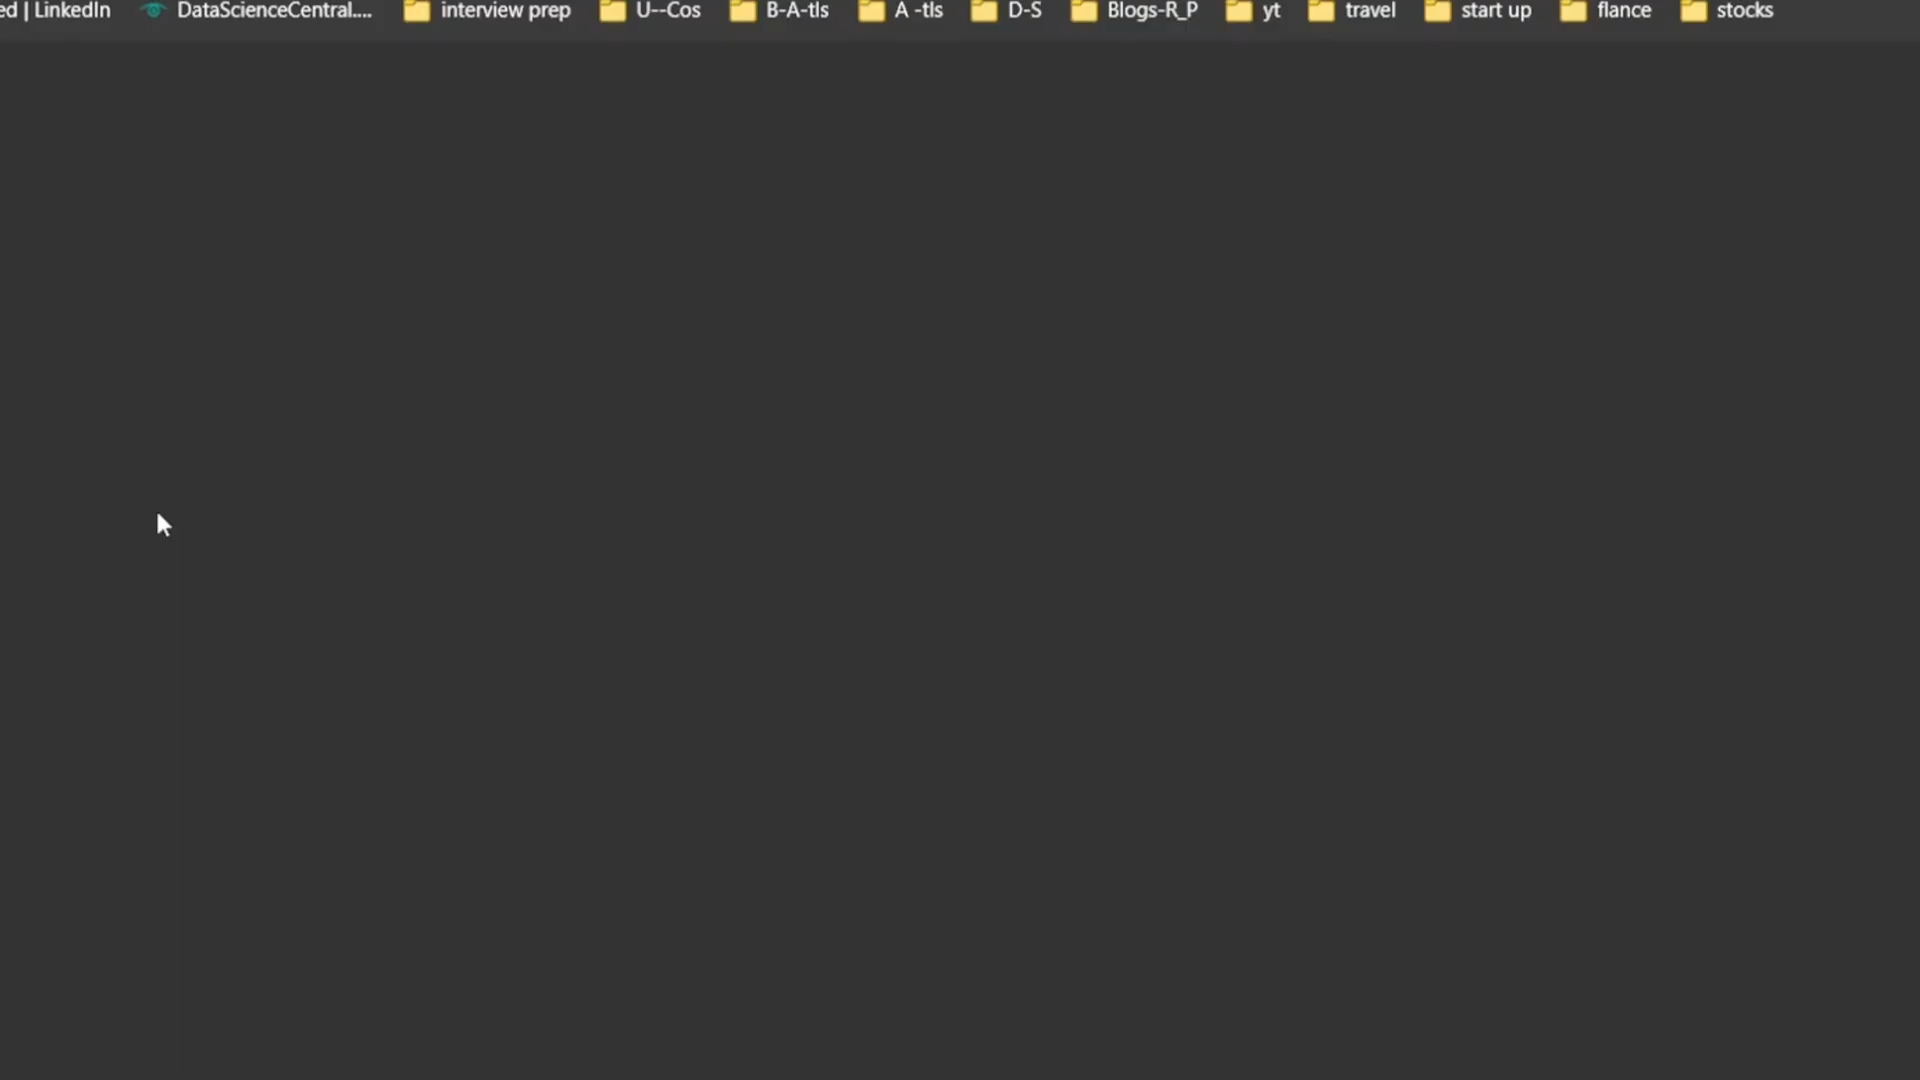 ed | LinkedIn DataScienceCentral.... interview prep U--Cos B-A-tls A -tls D-S Blogs-R_P yt travel start up flance stocks